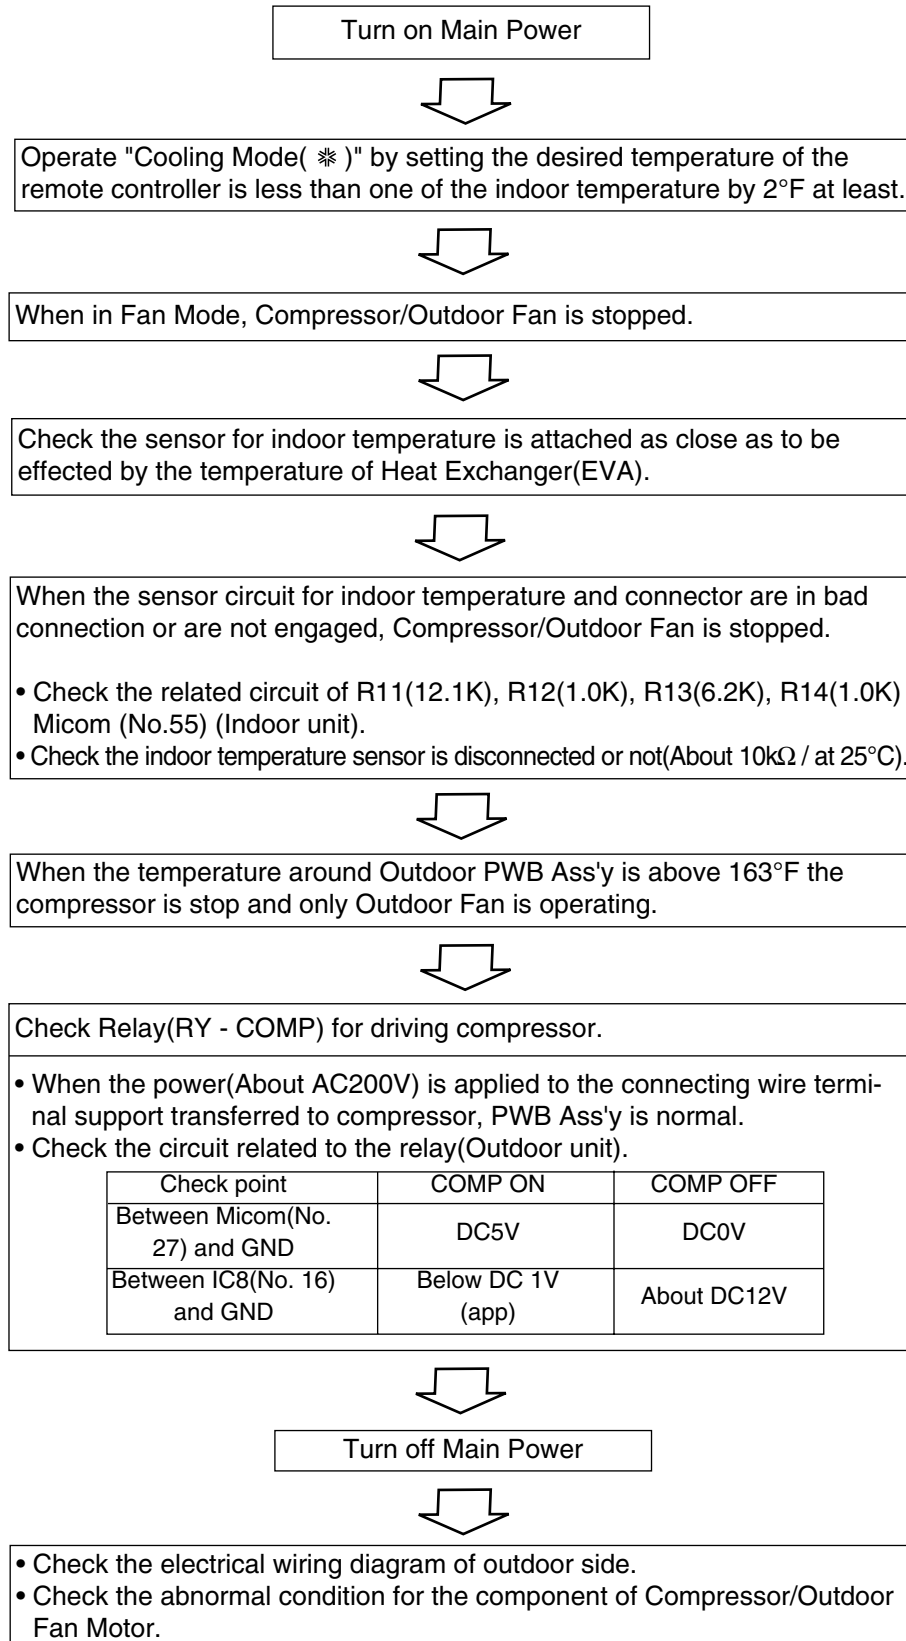 Turn on Main Power
Operate "Cooling Mode( ❋ )" by setting the desired temperature of the
remote controller is less than one of the indoor temperature by 2°F at least.
When in Fan Mode, Compressor/Outdoor Fan is stopped.
Check the sensor for indoor temperature is attached as close as to be
effected by the temperature of Heat Exchanger(EVA).
When the sensor circuit for indoor temperature and connector are in bad
connection or are not engaged, Compressor/Outdoor Fan is stopped.
• Check the related circuit of R11(12.1K), R12(1.0K), R13(6.2K), R14(1.0K)
Micom (No.55) (Indoor unit).
• Check the indoor temperature sensor is disconnected or not(About 10kΩ / at 25°C).
When the temperature around Outdoor PWB Ass'y is above 163°F the
compressor is stop and only Outdoor Fan is operating.
Check Relay(RY - COMP) for driving compressor.
• When the power(About AC200V) is applied to the connecting wire termi-
nal support transferred to compressor, PWB Ass'y is normal.
• Check the circuit related to the relay(Outdoor unit).
Check point COMP ON COMP OFF
Between Micom(No.
27) and GND DC5V DC0V
Between IC8(No. 16)
and GND Below DC 1V
(app) About DC12V
Turn off Main Power
• Check the electrical wiring diagram of outdoor side.
• Check the abnormal condition for the component of Compressor/Outdoor
Fan Motor.